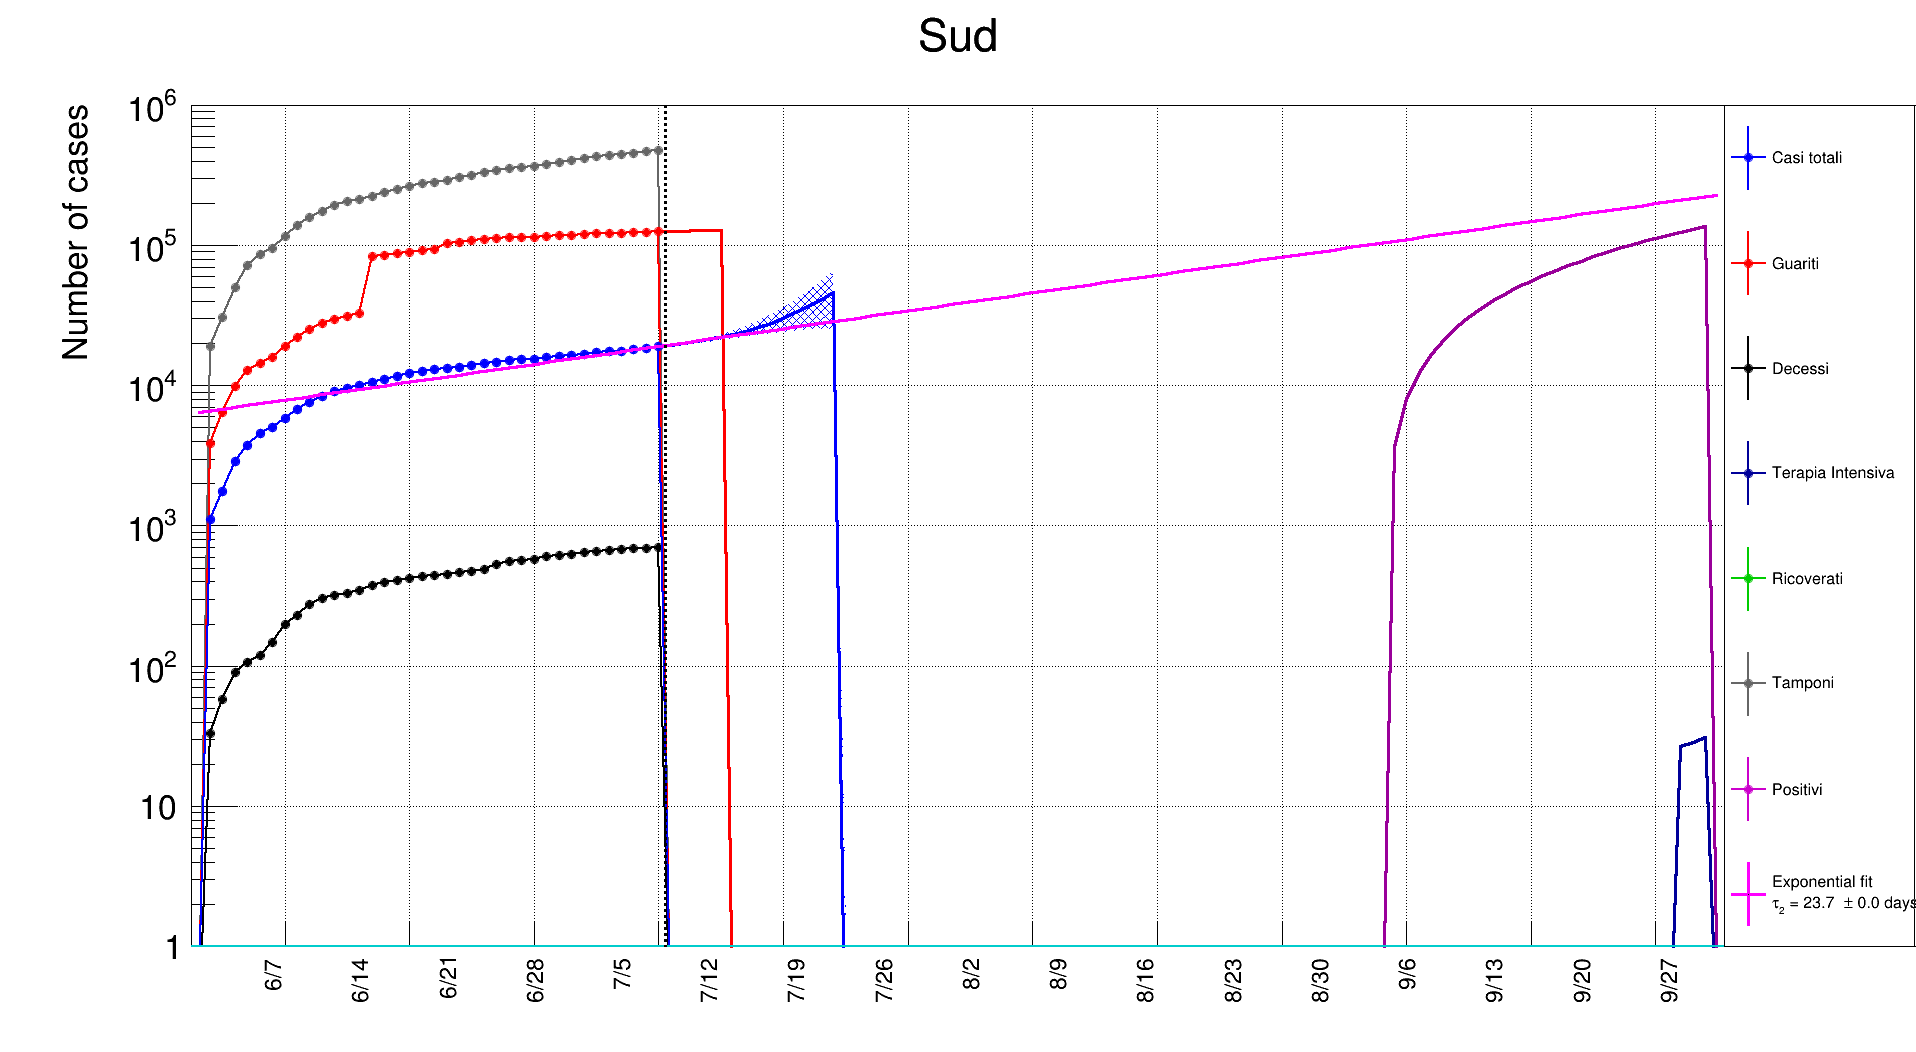 Sud
Number of cases
10^6
10^5
10^4
10^3
10^2
10
1
6/7
6/14
6/21
6/28
7/5
7/12
7/19
7/26
8/2
8/9
8/16
8/23
8/30
9/6
9/13
9/20
9/27
Casi totali
Guariti
Decessi
Terapia Intensiva
Ricoverati
Tamponi
Positivi
Exponential fit
τ_2 = 23.7 ± 0.0 days